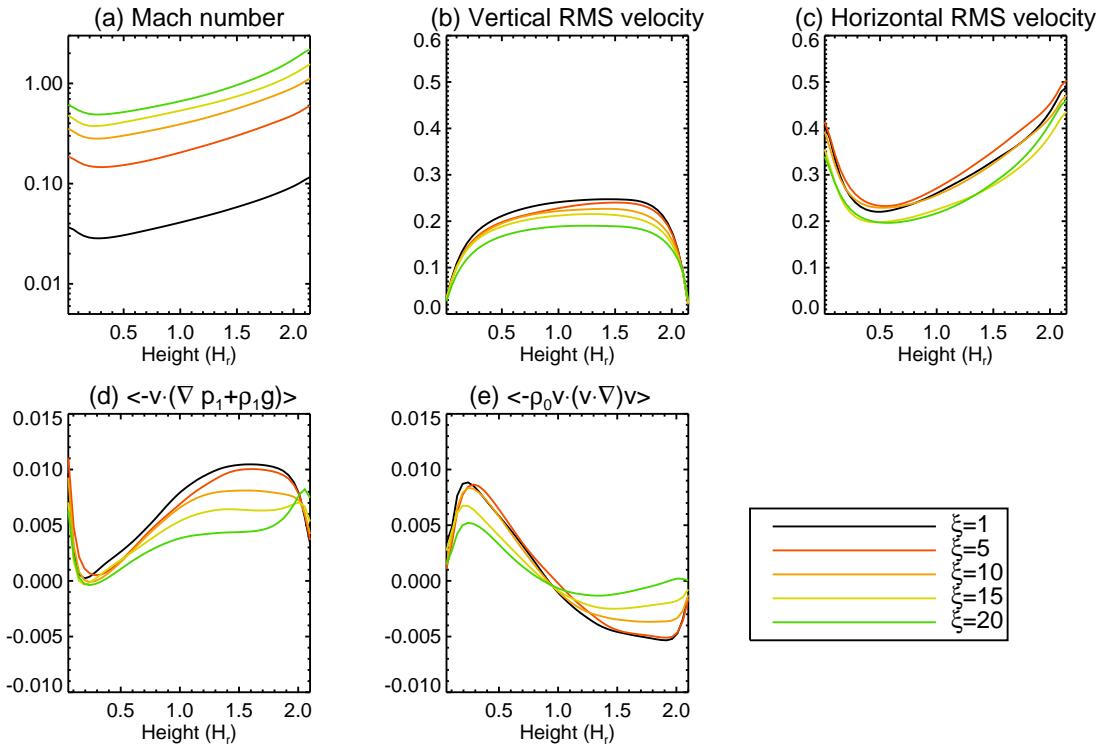 (a) Mach number
1.00
0.10
0.01
0.5 1.0 1.5 2.0
Height (H_r)
(b) Vertical RMS velocity
0.6
0.5
0.4
0.3
0.2
0.1
0.0
0.5 1.0 1.5 2.0
Height (H_r)
(c) Horizontal RMS velocity
0.6
0.5
0.4
0.3
0.2
0.1
0.0
0.5 1.0 1.5 2.0
Height (H_r)
(d) <-v·(∇ p_1+ρ_1g)>
0.015
0.010
0.005
0.000
-0.005
-0.010
0.5 1.0 1.5 2.0
Height (H_r)
(e) <-ρ_0v·(v·∇)v>
0.015
0.010
0.005
0.000
-0.005
-0.010
0.5 1.0 1.5 2.0
Height (H_r)
ξ=1
ξ=5
ξ=10
ξ=15
ξ=20